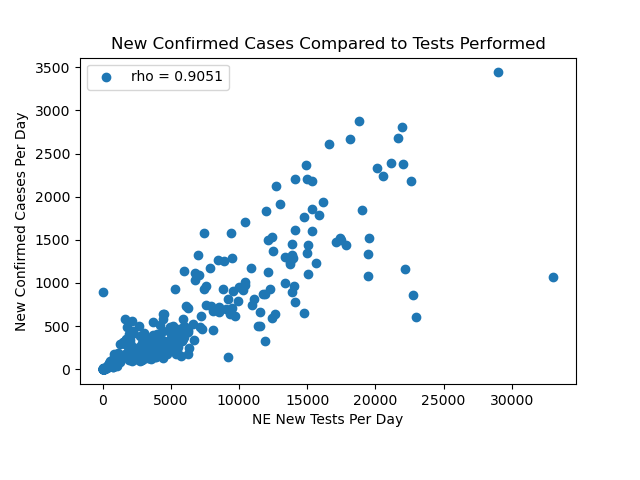 New Confirmed Cases Compared to Tests Performed
rho = 0.9051
3500
3000
2500
2000
1500
1000
500
0
New Confirmed Caeses Per Day
0 5000 10000 15000 20000 25000 30000
NE New Tests Per Day